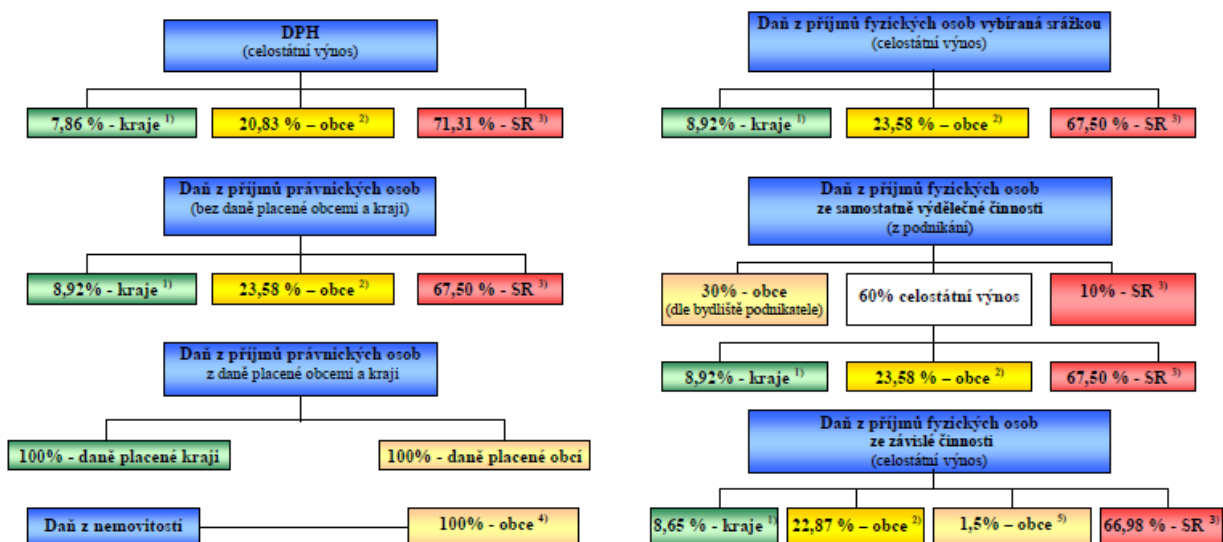 DPH
(celostátní výnos)
7,86 % - kraje 1)
20,83 % – obce 2)
71,31 % - SR 3)
Daň z příjmů právnických osob
(bez daně placené obcemi a kraji)
8,92% - kraje 1)
23,58 % – obce 2)
67,50 % - SR 3)
Daň z příjmů právnických osob
z daně placené obcemi a kraji
100% - daně placené kraji
100% - daně placené obcí
Daň z nemovitostí
100% - obce 4)
Daň z příjmů fyzických osob vybíraná srážkou
(celostátní výnos)
8,92% - kraje 1)
23,58 % – obce 2)
67,50 % - SR 3)
Daň z příjmů fyzických osob
ze samostatně výdělečné činnosti
(z podnikání)
30% - obce
(dle bydliště podnikatele)
60% celostátní výnos
10% - SR 3)
8,92% - kraje 1)
23,58 % – obce 2)
67,50 % - SR 3)
Daň z příjmů fyzických osob
ze závislé činnosti
(celostátní výnos)
8,65 % - kraje 1)
22,87 % – obce 2)
1,5% – obce 5)
66,98 % - SR 3)